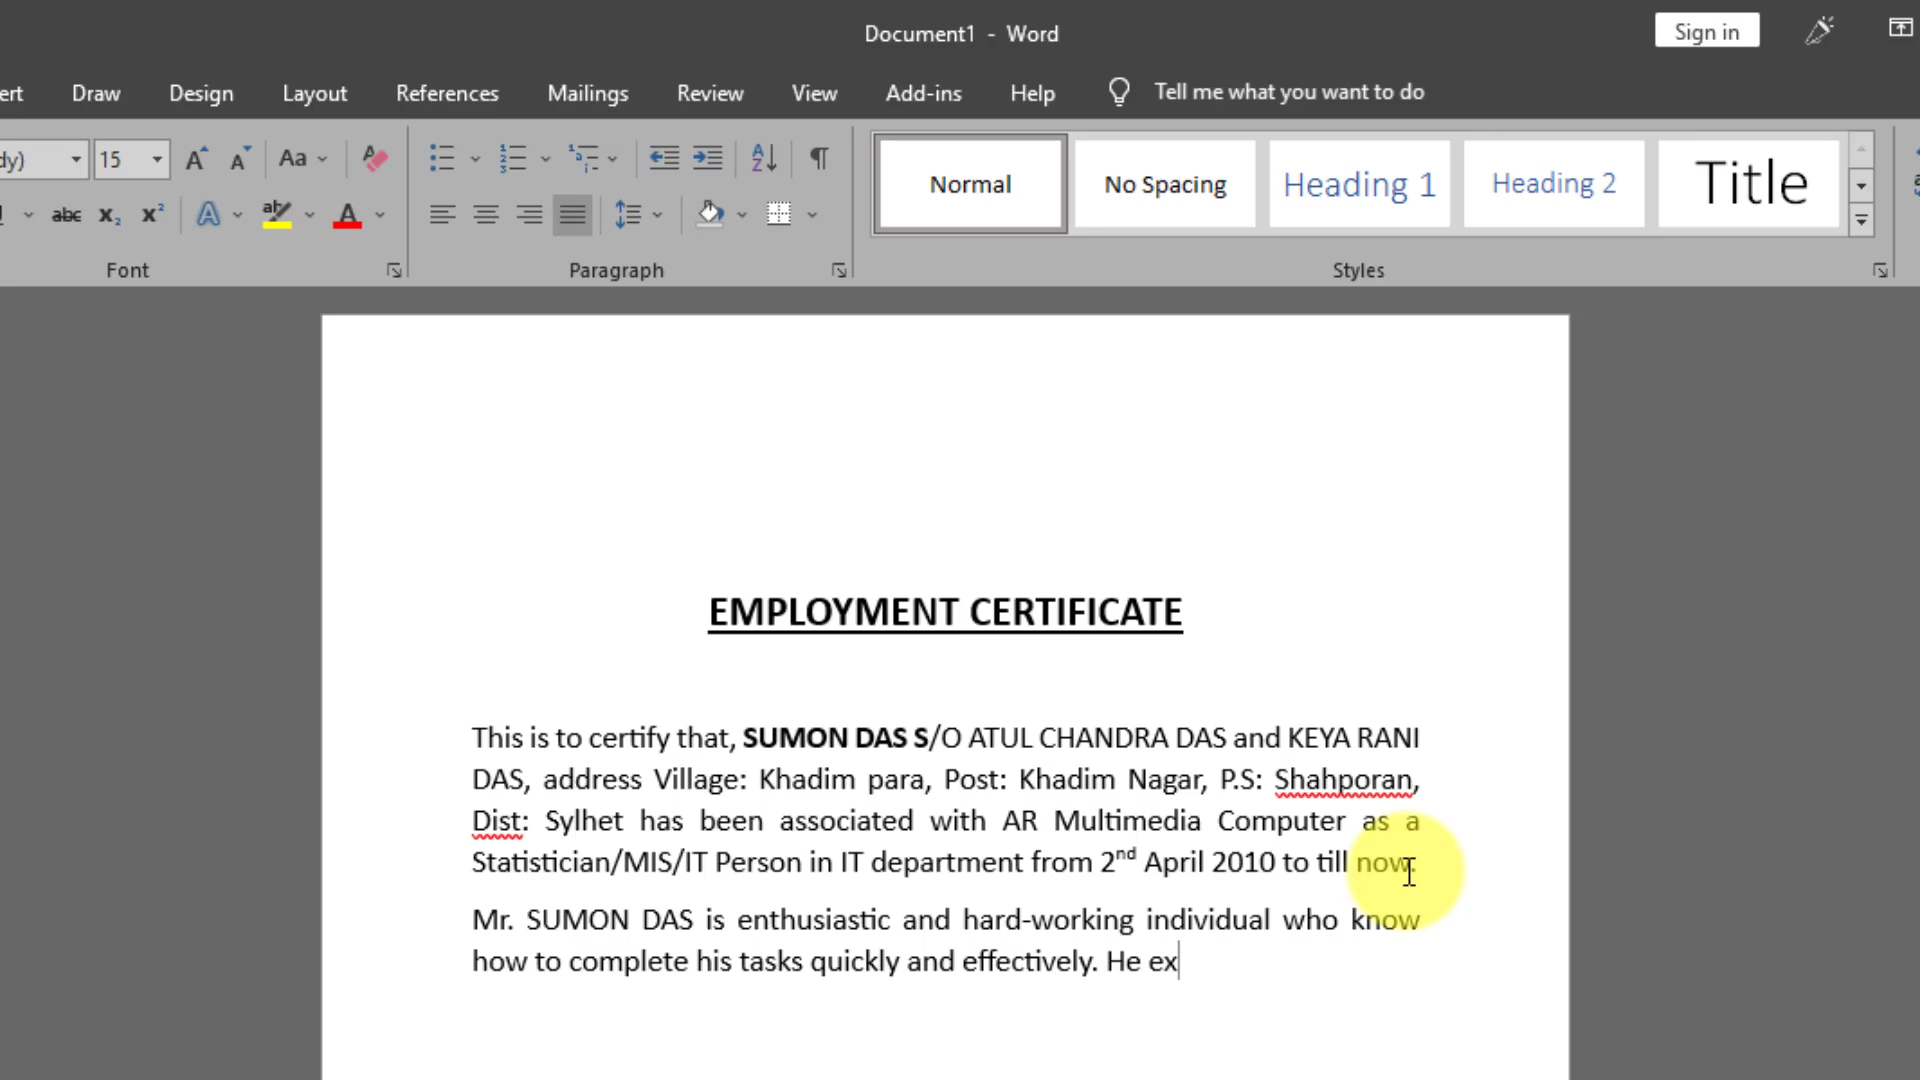 Document1 - Word
Sign in
ert Draw Design Layout References Mailings Review View Add-ins Help Tell me what you want to do
dy) 15 Aa
Normal No Spacing Heading 1 Heading 2 Title
abc x₂ x² A ab A
Font Paragraph Styles
EMPLOYMENT CERTIFICATE
This is to certify that, SUMON DAS S/O ATUL CHANDRA DAS and KEYA RANI
DAS, address Village: Khadim para, Post: Khadim Nagar, P.S: Shahporan,
Dist: Sylhet has been associated with AR Multimedia Computer as a
Statistician/MIS/IT Person in IT department from 2nd April 2010 to till now.
Mr. SUMON DAS is enthusiastic and hard-working individual who know
how to complete his tasks quickly and effectively. He ex